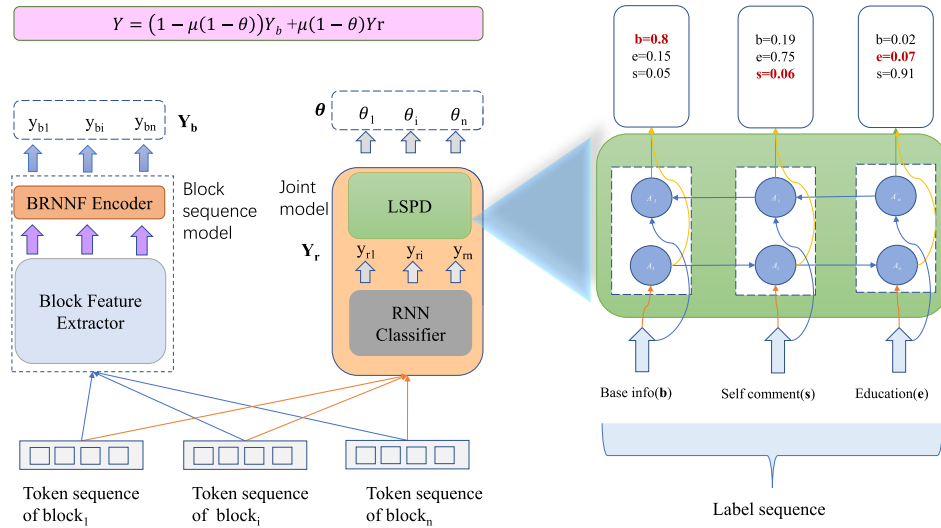 Y = (1 − μ(1 − θ))Y_b +μ(1 − θ)Yr
y_b1 y_bi y_bn Y_b
BRNNF Encoder
Block
sequence
model
Block Feature
Extractor
θ θ_1 θ_i θ_n
Joint
model
LSPD
Y_r y_r1 y_ri y_rn
RNN
Classifier
Token sequence
of block_1
Token sequence
of block_i
Token sequence
of block_n
b=0.8
e=0.15
s=0.05
b=0.19
e=0.75
s=0.06
b=0.02
e=0.07
s=0.91
Base info(b)
Self comment(s)
Education(e)
Label sequence